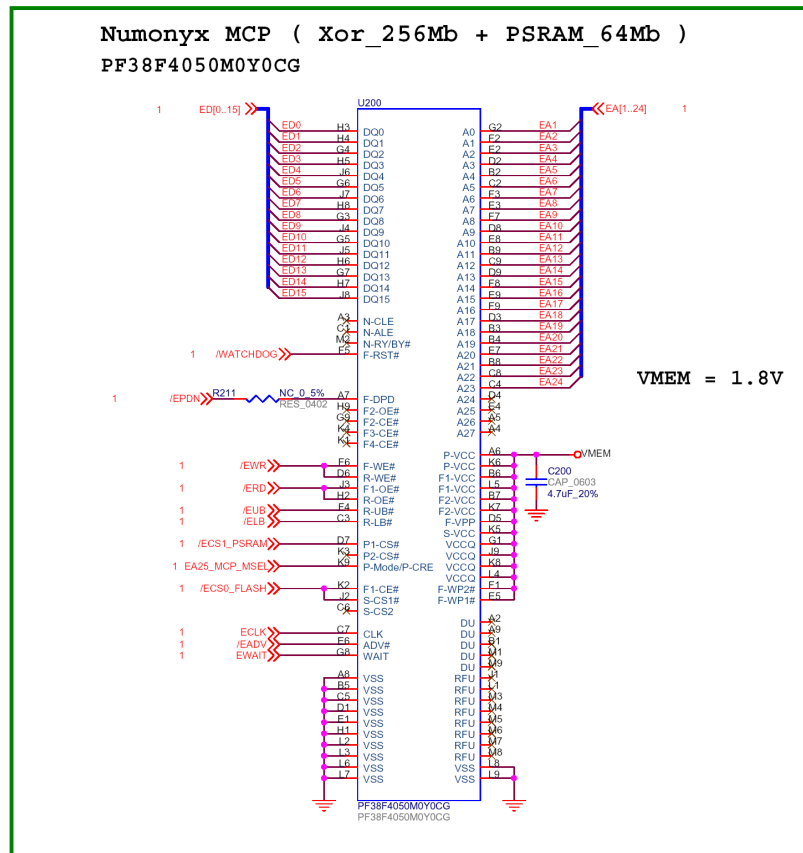 Numonyx MCP ( Xor_256Mb + PSRAM_64Mb )
PF38F4050M0Y0CG
U200
1 ED[0..15] EA[1..24] 1
ED0 H3 DQ0 A0 G2 EA1
ED1 H4 DQ1 A1 F2 EA2
ED2 G4 DQ2 A2 E2 EA3
ED3 H5 DQ3 A3 D2 EA4
ED4 J6 DQ4 A4 B2 EA5
ED5 G6 DQ5 A5 C2 EA6
ED6 J7 DQ6 A6 F3 EA7
ED7 H8 DQ7 A7 E3 EA8
ED8 G3 DQ8 A8 F7 EA9
ED9 J4 DQ9 A9 D8 EA10
ED10 G5 DQ10 A10 E8 EA11
ED11 J5 DQ11 A11 B9 EA12
ED12 H6 DQ12 A12 C9 EA13
ED13 G7 DQ13 A13 D9 EA14
ED14 H7 DQ14 A14 F8 EA15
ED15 J8 DQ15 A15 E9 EA16
A16 F9 EA17
A3 N-CLE A17 D3 EA18
C1 N-ALE A18 B3 EA19
M2 N-RY/BY# A19 B4 EA20
1 /WATCHDOG F5 F-RST# A20 E7 EA21
A21 B8 EA22
A22 C8 EA23
A23 C4 EA24
VMEM = 1.8V
1 /EPDN R211 NC_0_5% RES_0402 A7 F-DPD A24 D4
H9 F2-OE# A25 E4
G9 F2-CE# A26 A5
K4 F3-CE# A27 A4
K1 F4-CE#
P-VCC A6 VMEM
1 /EWR F6 F-WE# P-VCC K6
D6 R-WE# F1-VCC B6
C200
CAP_0603
4.7uF_20%
1 /ERD J3 F1-OE# F1-VCC L5
H2 R-OE# F2-VCC B7
1 /EUB F4 R-UB# F2-VCC K7
1 /ELB C3 R-LB# F-VPP D5
S-VCC K5
1 /ECS1_PSRAM D7 P1-CS# VCCQ G1
K3 P2-CS# VCCQ J9
1 EA25_MCP_MSEL K9 P-Mode/P-CRE VCCQ K8
VCCQ L4
1 /ECS0_FLASH K2 F1-CE# F-WP2# F1
J2 S-CS1# F-WP1# E5
C6 S-CS2
DU A2
1 ECLK C7 CLK DU A9
1 /EADV E6 ADV# DU B1
1 EWAIT G8 WAIT DU M1
DU M9
A8 VSS RFU J1
B5 VSS RFU L1
C5 VSS RFU M3
D1 VSS RFU M4
E1 VSS RFU M5
H1 VSS RFU M6
L2 VSS RFU M7
L3 VSS RFU M8
L6 VSS VSS L8
L7 VSS VSS L9
PF38F4050M0Y0CG
PF38F4050M0Y0CG